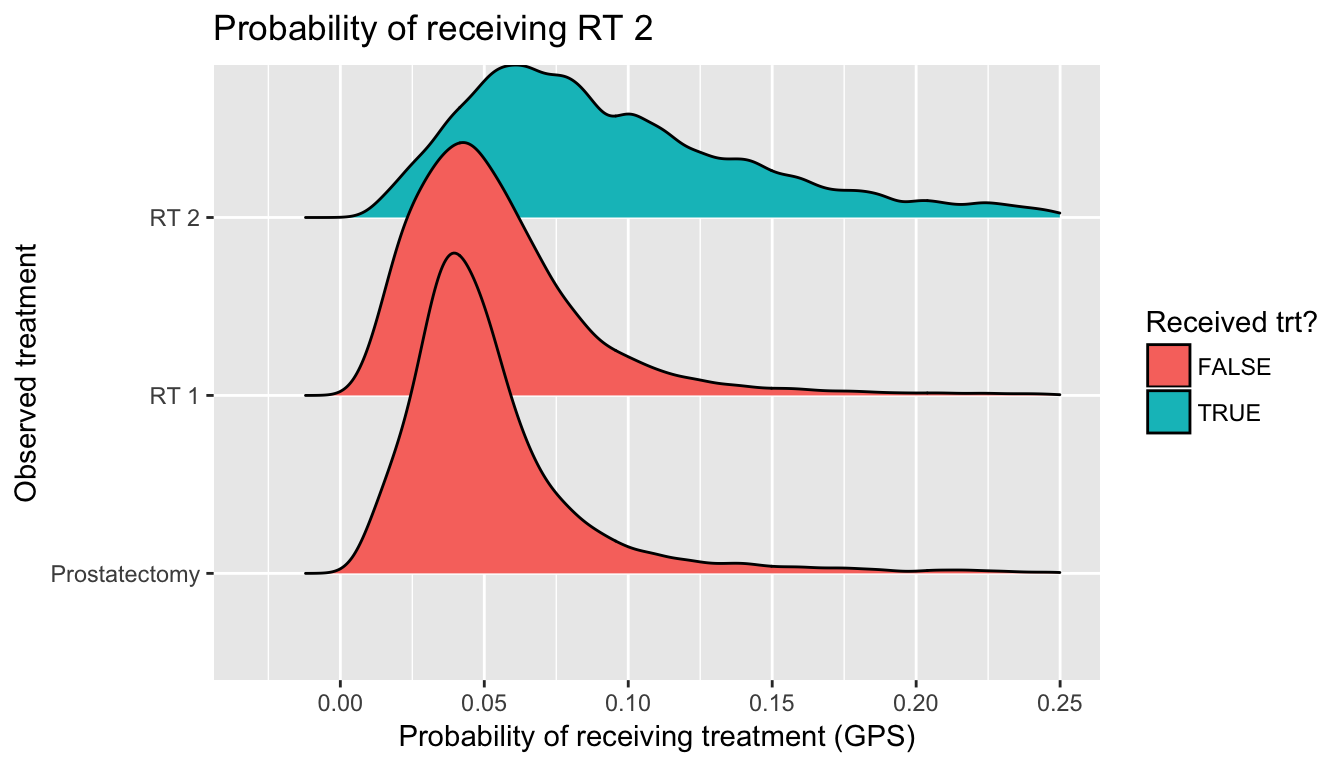 Probability of receiving RT 2
Observed treatment
RT 2
RT 1
Prostatectomy
0.00 0.05 0.10 0.15 0.20 0.25
Probability of receiving treatment (GPS)
Received trt?
FALSE
TRUE